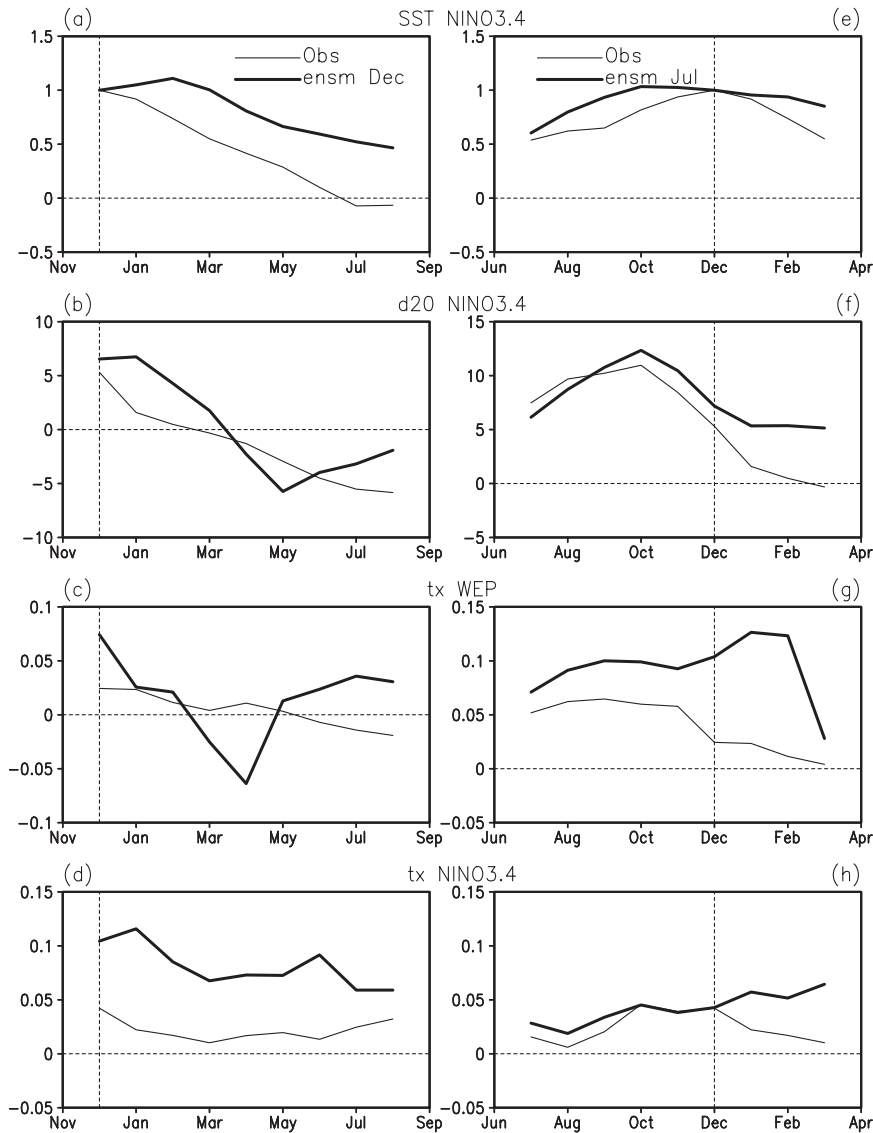 (a) SST NINO3.4 (e)
1.5 1.5
Obs Obs
ensm Dec ensm Jul
1 1
0.5 0.5
0 0
−0.5 −0.5
Nov Jan Mar May Jul Sep Jun Aug Oct Dec Feb Apr
(b) d20 NINO3.4 (f)
10 15
5 10
0 5
−5 0
−10 −5
Nov Jan Mar May Jul Sep Jun Aug Oct Dec Feb Apr
(c) tx WEP (g)
0.1 0.15
0.05 0.1
0 0.05
−0.05 0
−0.1 −0.05
Nov Jan Mar May Jul Sep Jun Aug Oct Dec Feb Apr
(d) tx NINO3.4 (h)
0.15 0.15
0.1 0.1
0.05 0.05
0 0
−0.05 −0.05
Nov Jan Mar May Jul Sep Jun Aug Oct Dec Feb Apr